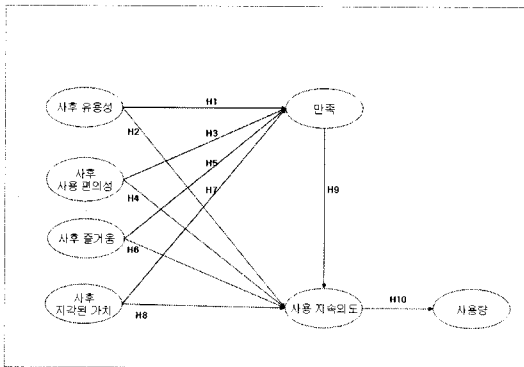 사후 유용성
H1
만족
H2
H3
사후
사용 편의성
H5
H7
H4
H9
사후 즐거움
H6
사후
지각된 가치
H8
사용 지속의도
H10
사용량